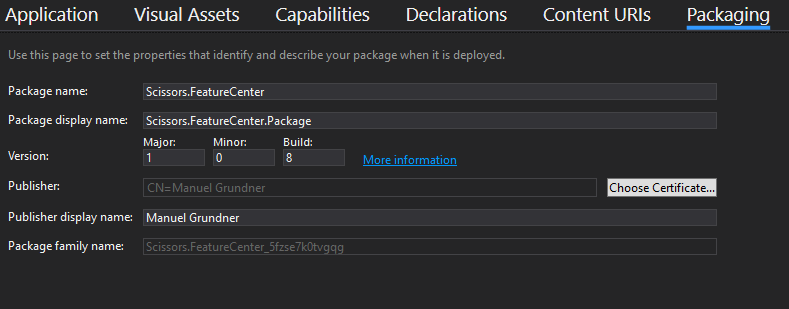 Application Visual Assets Capabilities Declarations Content URIs Packaging
Use this page to set the properties that identify and describe your package when it is deployed.
Package name: Scissors.FeatureCenter
Package display name: Scissors.FeatureCenter.Package
Major: Minor: Build:
Version: 1 0 8 More information
Publisher: CN=Manuel Grundner Choose Certificate...
Publisher display name: Manuel Grundner
Package family name: Scissors.FeatureCenter_5fzse7k0tvgqg